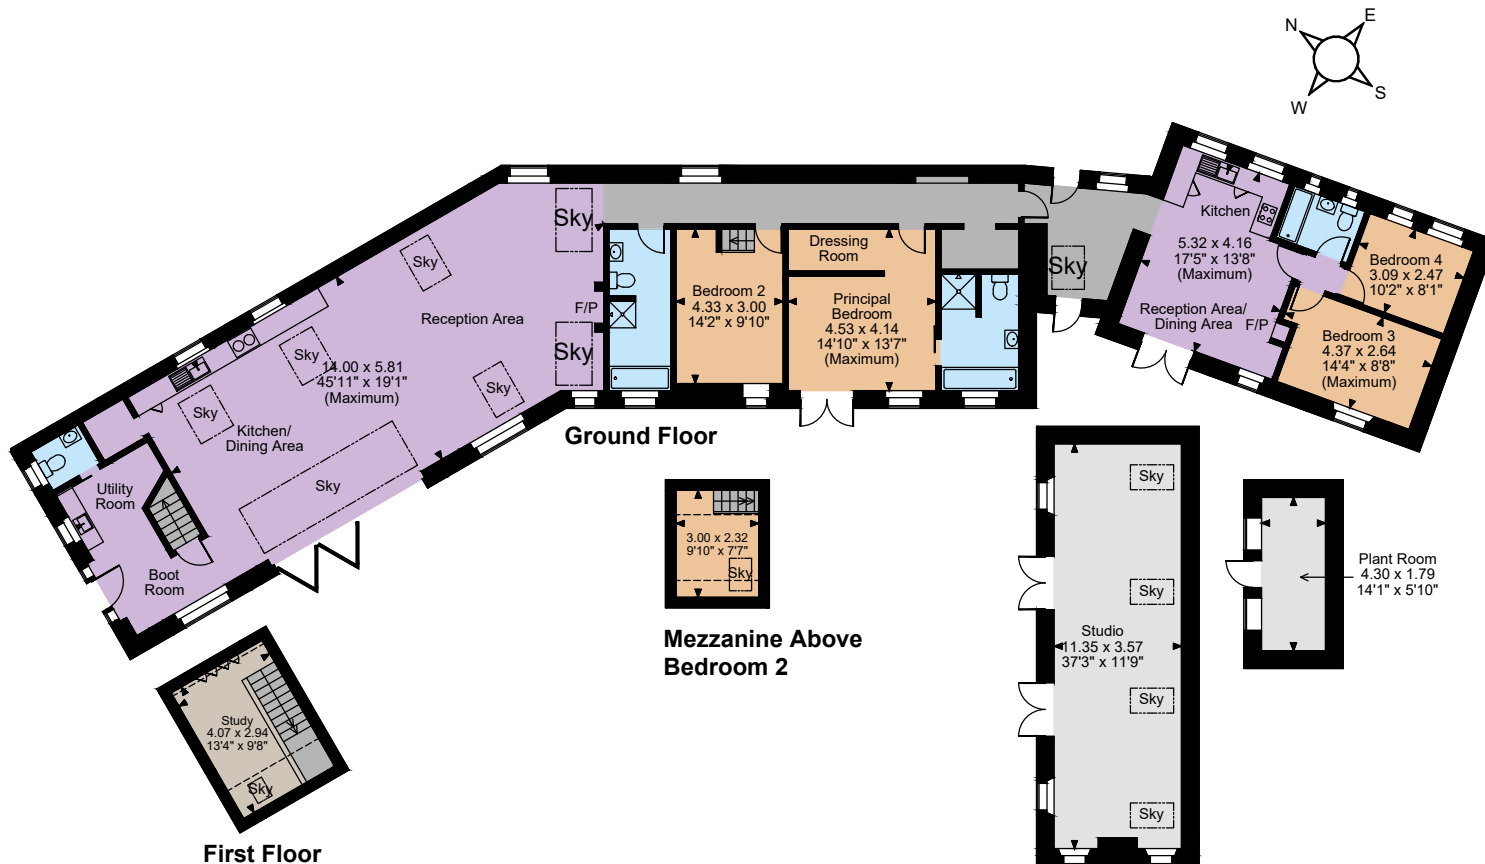 N
E
W
S
Sky
Sky
Sky
Sky
Sky
Sky
Sky
Reception Area
F/P
14.00 x 5.81
45'11" x 19'1"
(Maximum)
Kitchen/
Dining Area
Utility
Room
Boot
Room
Bedroom 2
4.33 x 3.00
14'2" x 9'10"
Dressing
Room
Principal
Bedroom
4.53 x 4.14
14'10" x 13'7"
(Maximum)
Sky
Kitchen
5.32 x 4.16
17'5" x 13'8"
(Maximum)
Reception Area/
Dining Area
F/P
Bedroom 4
3.09 x 2.47
10'2" x 8'1"
Bedroom 3
4.37 x 2.64
14'4" x 8'8"
(Maximum)
Ground Floor
3.00 x 2.32
9'10" x 7'7"
Sky
Mezzanine Above
Bedroom 2
Study
4.07 x 2.94
13'4" x 9'8"
Sky
First Floor
Sky
Sky
Studio
11.35 x 3.57
37'3" x 11'9"
Sky
Sky
Plant Room
4.30 x 1.79
14'1" x 5'10"